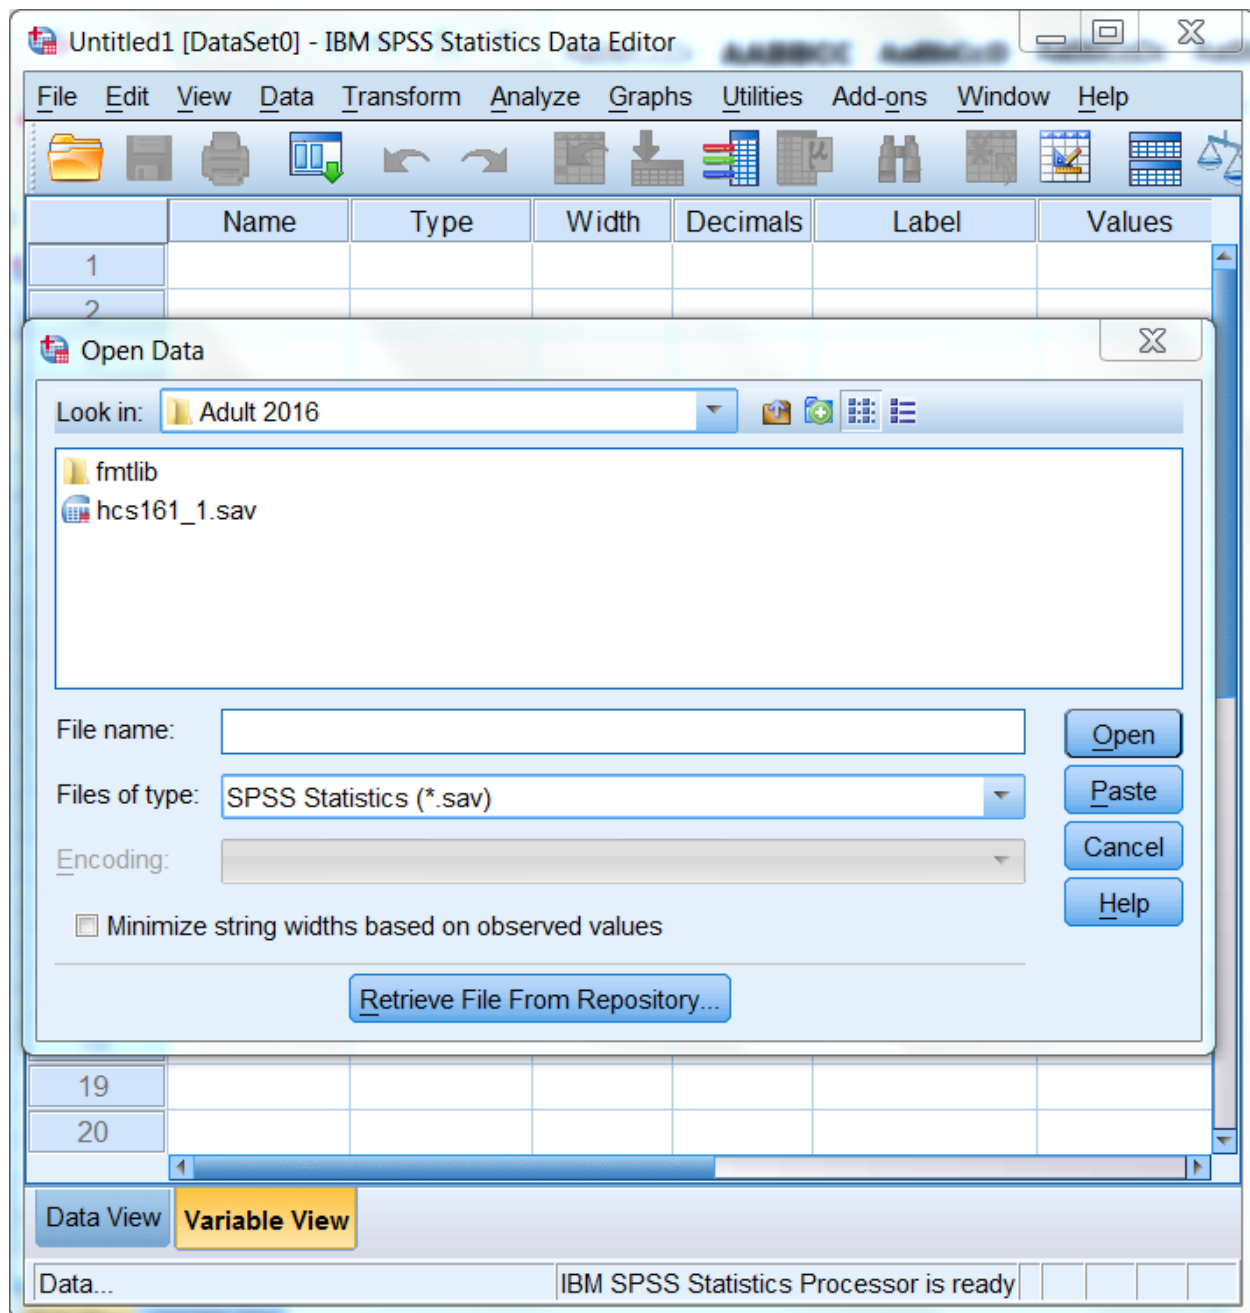 Untitled1 [DataSet0] - IBM SPSS Statistics Data Editor
File Edit View Data Transform Analyze Graphs Utilities Add-ons Window Help
Name Type Width Decimals Label Values
1
2
Open Data
Look in: Adult 2016
fmtlib
hcs161_1.sav
File name:
Open
Files of type: SPSS Statistics (*.sav)
Paste
Encoding:
Cancel
Help
Minimize string widths based on observed values
Retrieve File From Repository...
19
20
Data View Variable View
Data... IBM SPSS Statistics Processor is ready